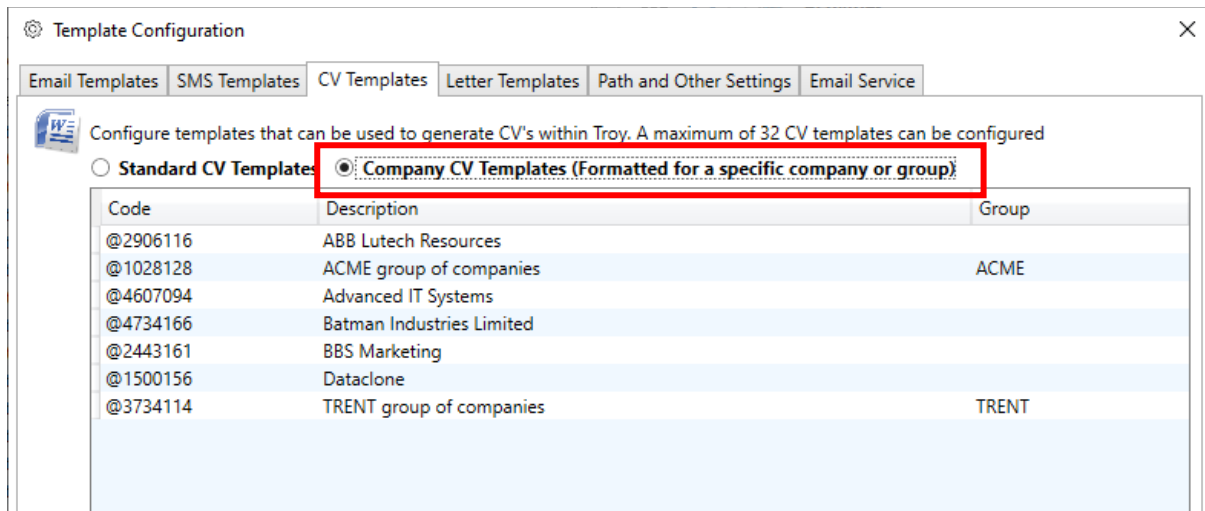 Template Configuration
Email Templates SMS Templates CV Templates Letter Templates Path and Other Settings Email Service
Configure templates that can be used to generate CV's within Troy. A maximum of 32 CV templates can be configured
Standard CV Templates Company CV Templates (Formatted for a specific company or group)
Code Description Group
@2906116 ABB Lutech Resources
@1028128 ACME group of companies ACME
@4607094 Advanced IT Systems
@4734166 Batman Industries Limited
@2443161 BBS Marketing
@1500156 Dataclone
@3734114 TRENT group of companies TRENT